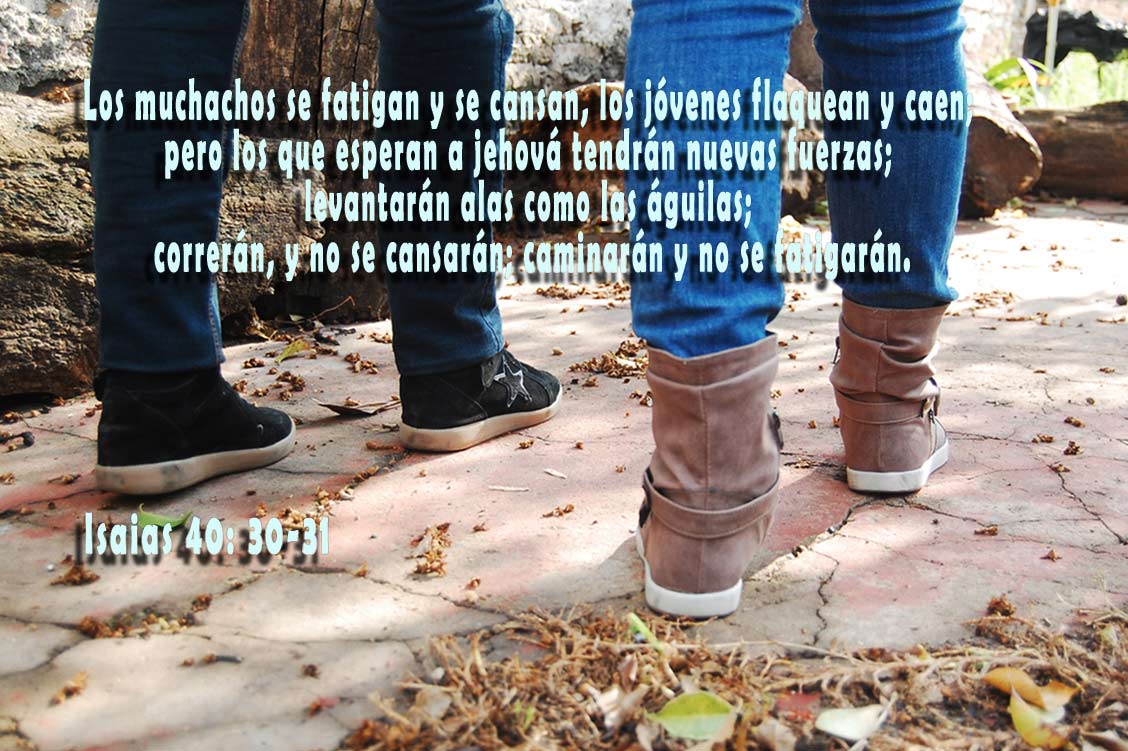 Los muchachos se fatigan y se cansan, los jóvenes flaquean y caen;
pero los que esperan a jehová tendrán nuevas fuerzas;
levantarán alas como las águilas;
correrán, y no se cansarán; caminarán y no se fatigarán.
Isaias 40: 30-31